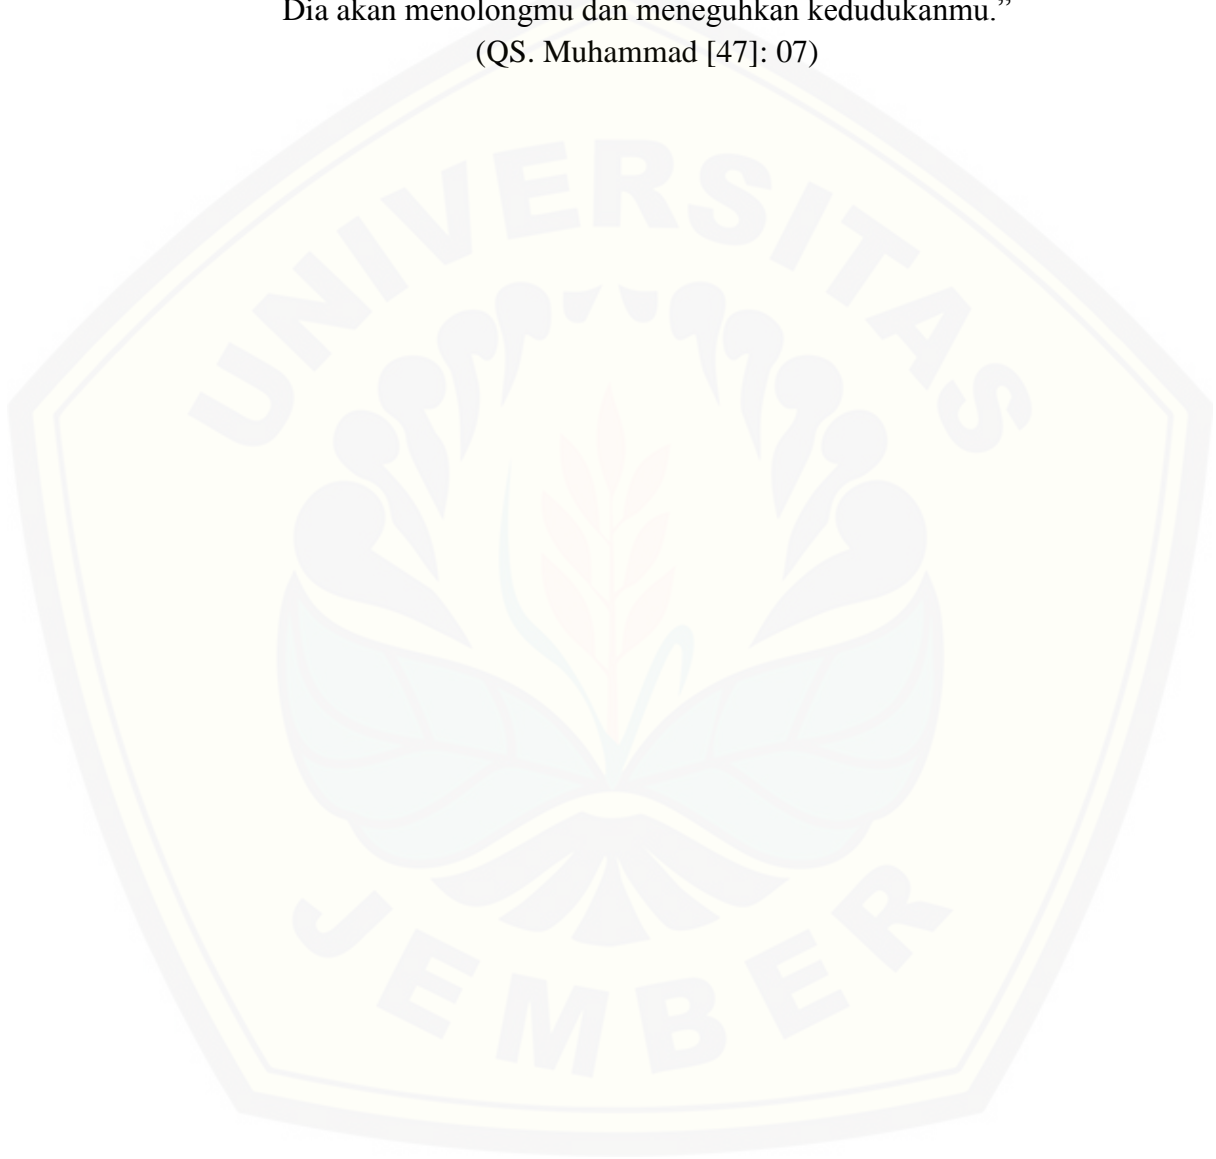 Dia akan menolongmu dan meneguhkan kedudukanmu.”
(QS. Muhammad [47]: 07)
UNIVERSITAS
JEMBER